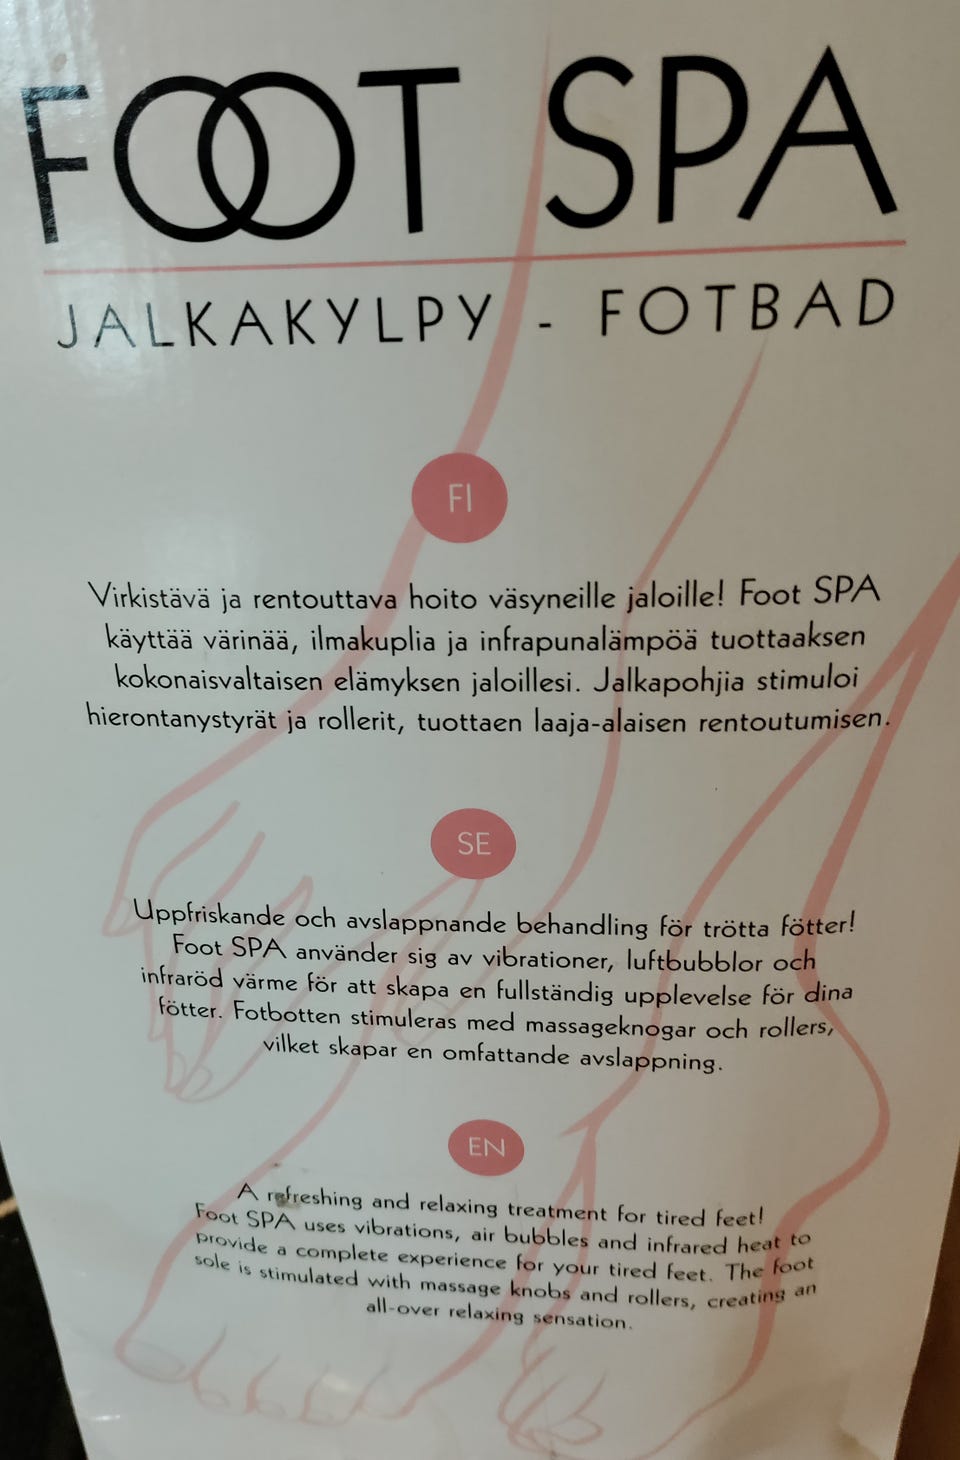 FOOT SPA
JALKAKYLPY - FOTBAD
FI
Virkistävä ja rentouttava hoito väsyneille jaloille! Foot SPA
käyttää värinää, ilmakuplia ja infrapunalämpöä tuottaaksen
kokonaisvaltaisen elämyksen jaloillesi. Jalkapohjia stimuloi
hierontanystyrät ja rollerit, tuottaen laaja-alaisen rentoutumisen.
SE
Uppfriskande och avslappnande behandling för trötta fötter!
Foot SPA använder sig av vibrationer, luftbubblor och
infraröd värme för att skapa en fullständig upplevelse för dina
fötter. Fotbotten stimuleras med massageknogar och rollers,
vilket skapar en omfattande avslappning.
EN
A refreshing and relaxing treatment for tired feet!
Foot SPA uses vibrations, air bubbles and infrared heat to
provide a complete experience for your tired feet. The foot
sole is stimulated with massage knobs and rollers, creating an
all-over relaxing sensation.